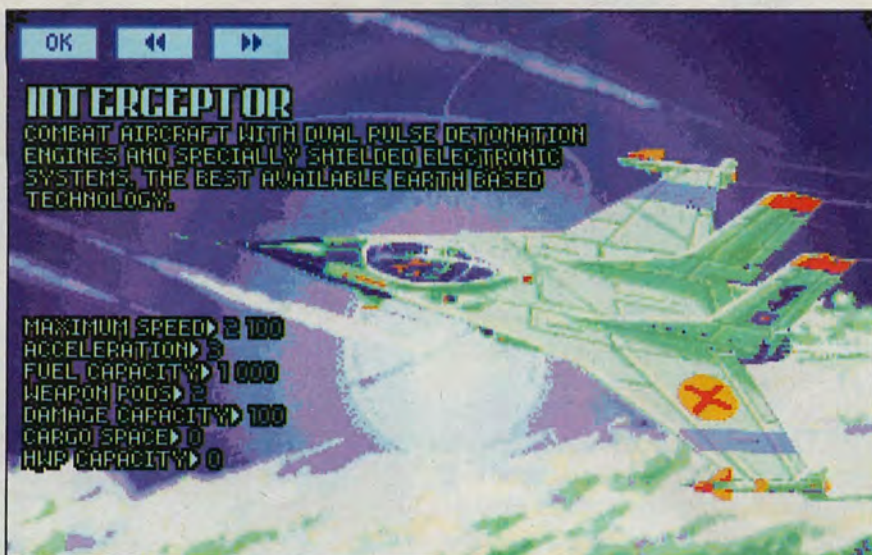 OK
INTERCEPTOR
COMBAT AIRCRAFT WITH DUAL PULSE DETONATION
ENGINES AND SPECIALLY SHIELDED ELECTRONIC
SYSTEMS. THE BEST AVAILABLE EARTH BASED
TECHNOLOGY.
MAXIMUM SPEED> 2 100
ACCELERATION> 3
FUEL CAPACITY> 1 000
WEAPON PODS> 2
DAMAGE CAPACITY> 100
CARGO SPACE> 0
HWP CAPACITY> 0